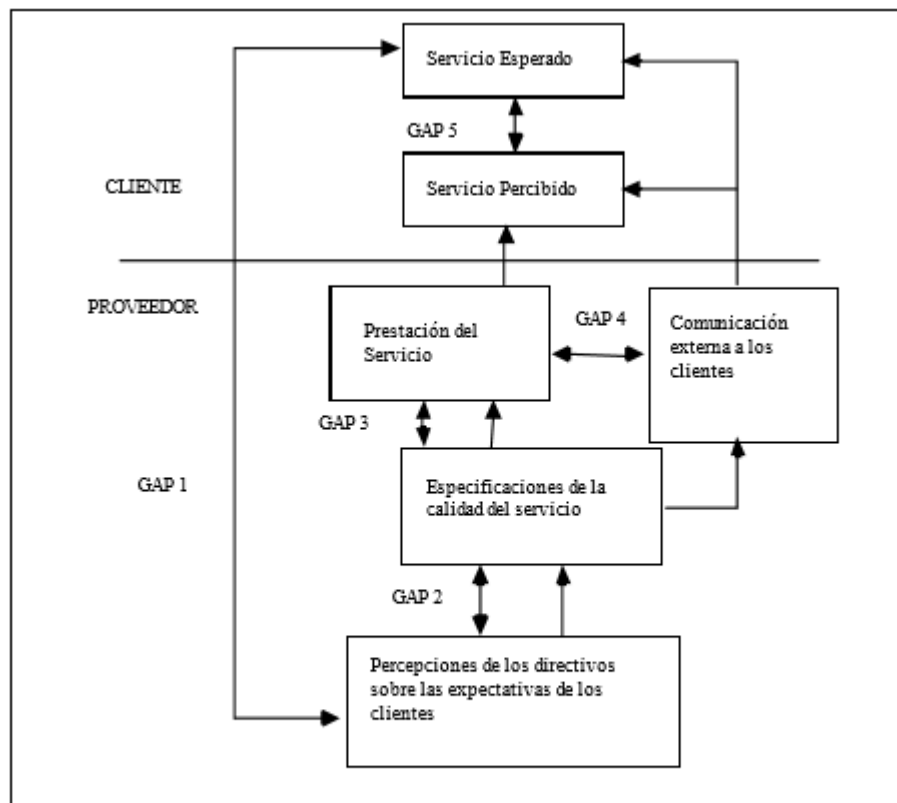 Servicio Esperado
GAP 5
CLIENTE
Servicio Percibido
PROVEEDOR
Prestación del
Servicio
GAP 4
Comunicación
externa a los
clientes
GAP 3
GAP 1
Especificaciones de la
calidad del servicio
GAP 2
Percepciones de los directivos
sobre las expectativas de los
clientes